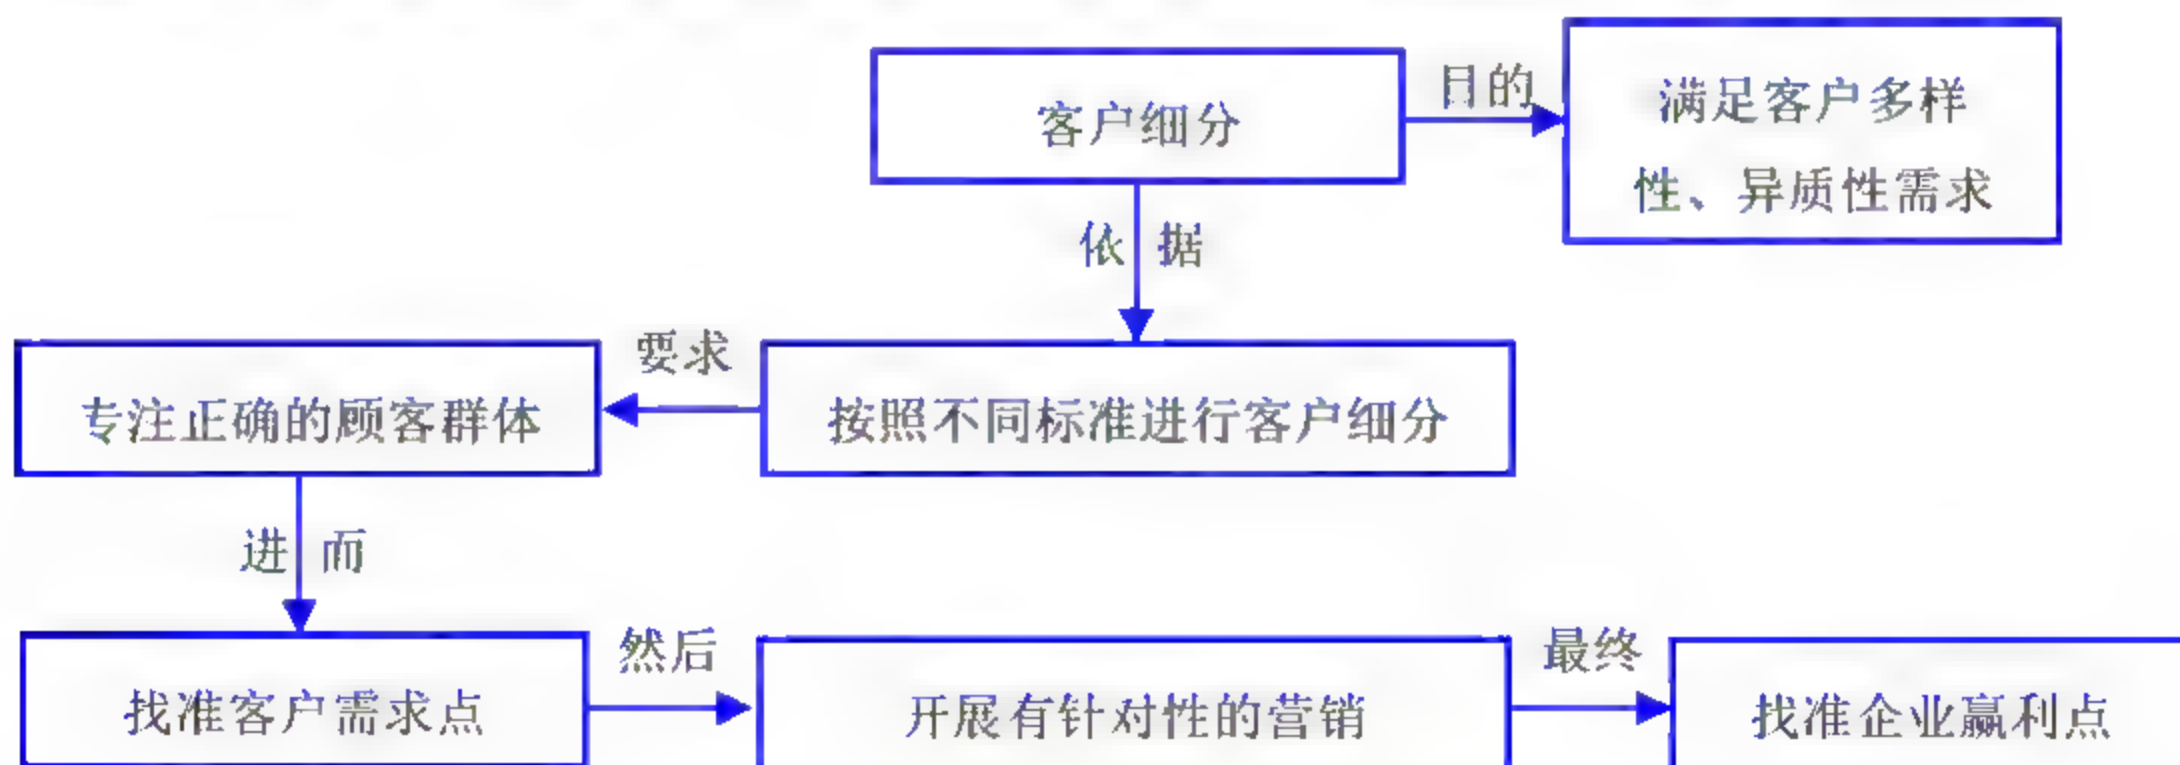 客户细分
目的
满足客户多样
性、异质性需求
依据
按照不同标准进行客户细分
要求
专注正确的顾客群体
进而
找准客户需求点
然后
开展有针对性的营销
最终
找准企业赢利点